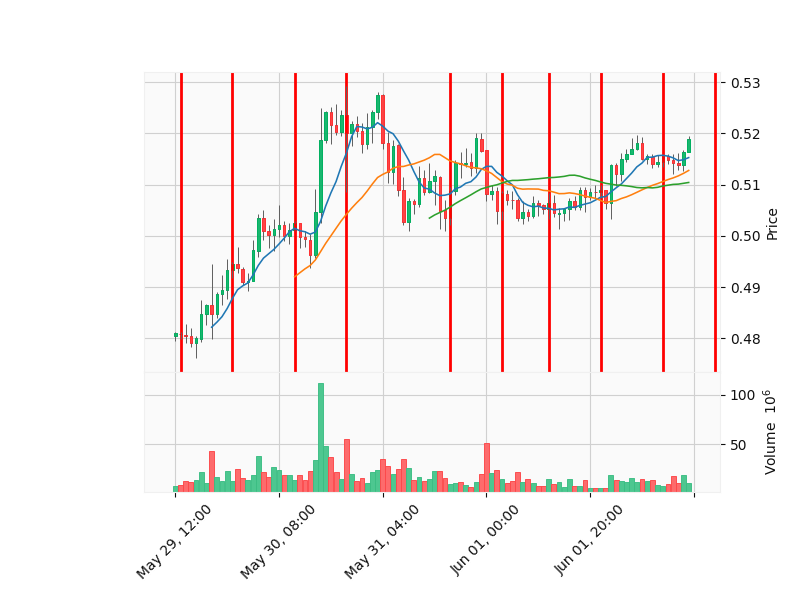 0.53
0.52
0.51
0.50
0.49
0.48
Price
100
50
Volume 10^6
May 29, 12:00
May 30, 08:00
May 31, 04:00
Jun 01, 00:00
Jun 01, 20:00